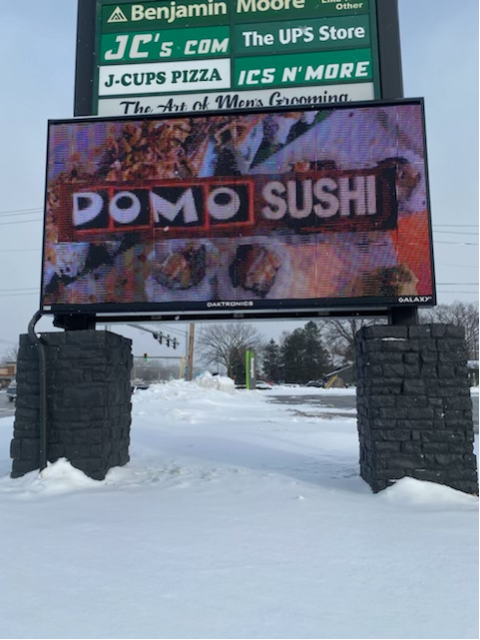 Benjamin Moore
Other
JC's COM
The UPS Store
J-CUPS PIZZA
ICS N' MORE
The Art of Mens Grooming
DOMO SUSHI
DAKTRONICS
GALAXY